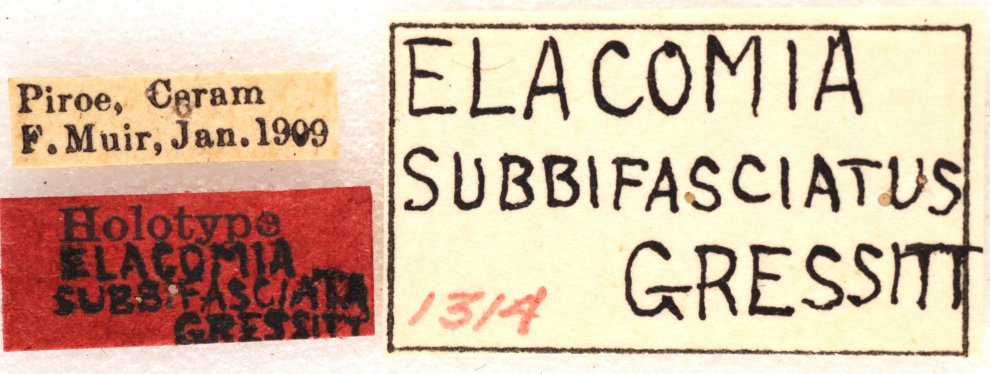 Piroe, Ceram
F. Muir, Jan. 1909
Holotype
ELACOMIA
SUBBIFASCIATA
GRESSITT
ELACOMIA
SUBBIFASCIATUS
GRESSITT
1314